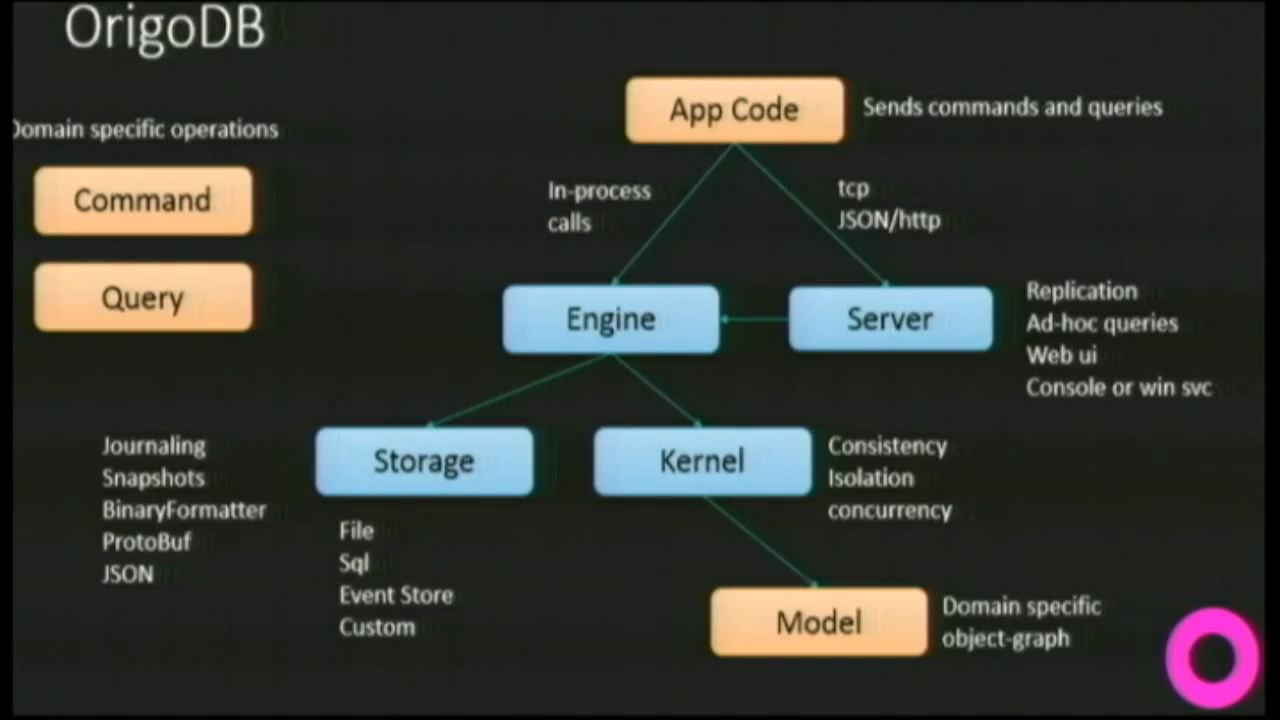 OrigoDB
Domain specific operations
Command
Query
App Code
Sends commands and queries
In-process
calls
tcp
JSON/http
Engine
Server
Replication
Ad-hoc queries
Web ui
Console or win svc
Storage
Kernel
Journaling
Snapshots
BinaryFormatter
ProtoBuf
JSON
File
Sql
Event Store
Custom
Consistency
Isolation
concurrency
Model
Domain specific
object-graph